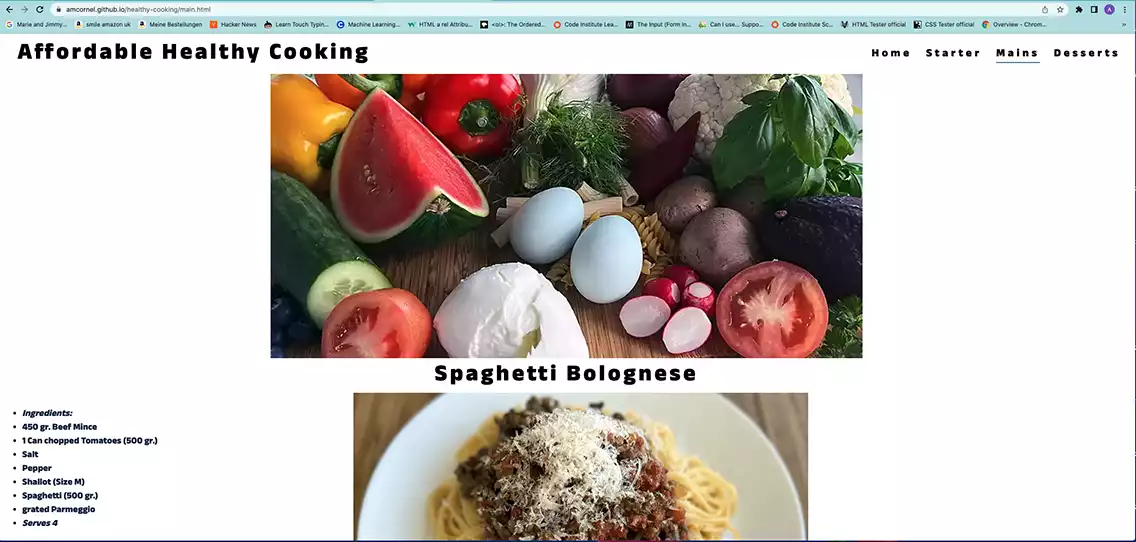 amcornel.github.io/healthy-cooking/main.html
Marie and Jimmy... smile amazon uk Meine Bestellungen Hacker News Learn Touch Typin... Machine Learning... HTML a rel Attribu... <ol>: The Ordered... Code Institute Lea... The Input (Form In... Can I use... Suppo... Code Institute Sc... HTML Tester official CSS Tester official Overview - Chrom... »
Affordable Healthy Cooking
Home Starter Mains Desserts
Spaghetti Bolognese
Ingredients:
450 gr. Beef Mince
1 Can chopped Tomatoes (500 gr.)
Salt
Pepper
Shallot (Size M)
Spaghetti (500 gr.)
grated Parmeggio
Serves 4